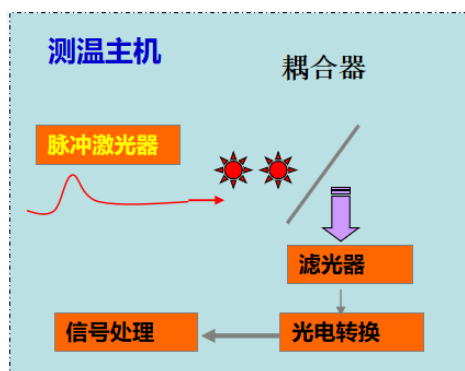 测温主机
耦合器
脉冲激光器
滤光器
信号处理
光电转换